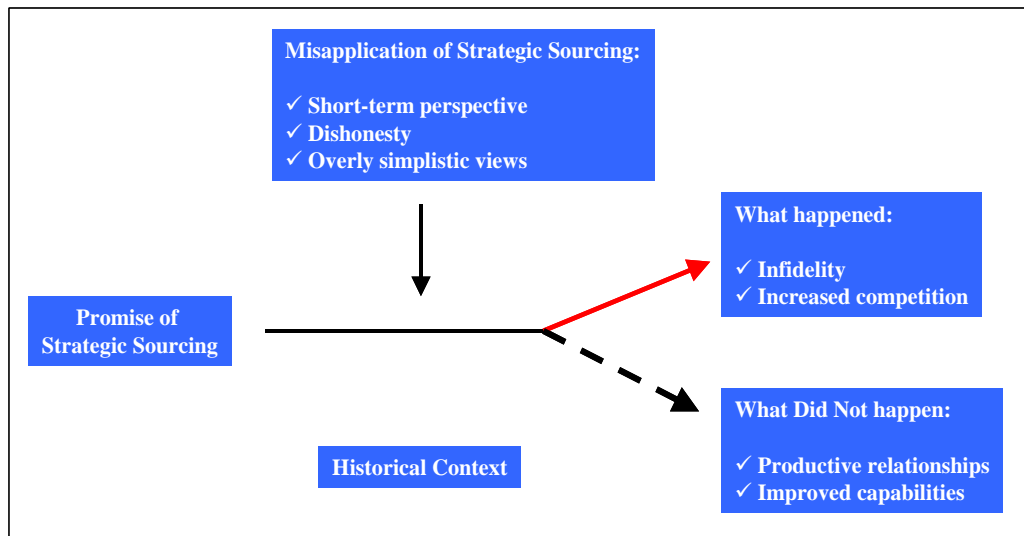 Misapplication of Strategic Sourcing:
✓ Short-term perspective
✓ Dishonesty
✓ Overly simplistic views
What happened:
✓ Infidelity
✓ Increased competition
Promise of
Strategic Sourcing
What Did Not happen:
✓ Productive relationships
✓ Improved capabilities
Historical Context